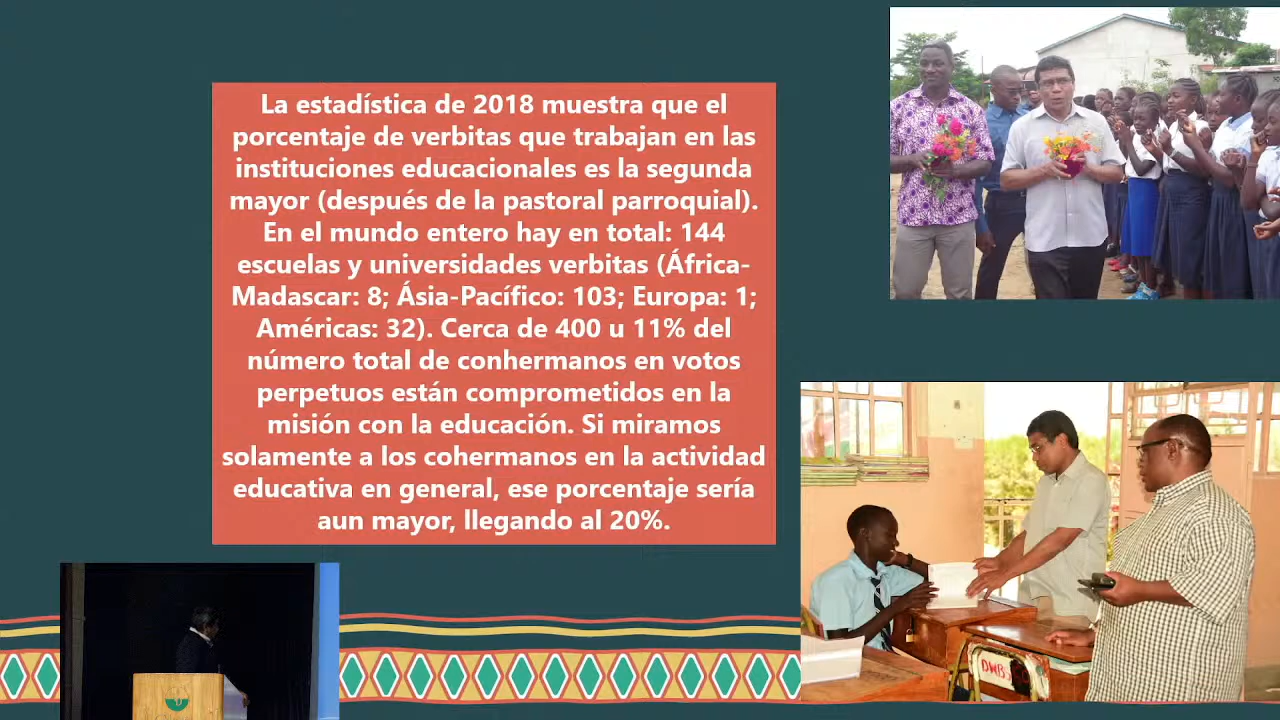 La estadística de 2018 muestra que el
porcentaje de verbitas que trabajan en las
instituciones educacionales es la segunda
mayor (después de la pastoral parroquial).
En el mundo entero hay en total: 144
escuelas y universidades verbitas (África-
Madascar: 8; Ásia-Pacífico: 103; Europa: 1;
Américas: 32). Cerca de 400 u 11% del
número total de conhermanos en votos
perpetuos están comprometidos en la
misión con la educación. Si miramos
solamente a los cohermanos en la actividad
educativa en general, ese porcentaje sería
aun mayor, llegando al 20%.